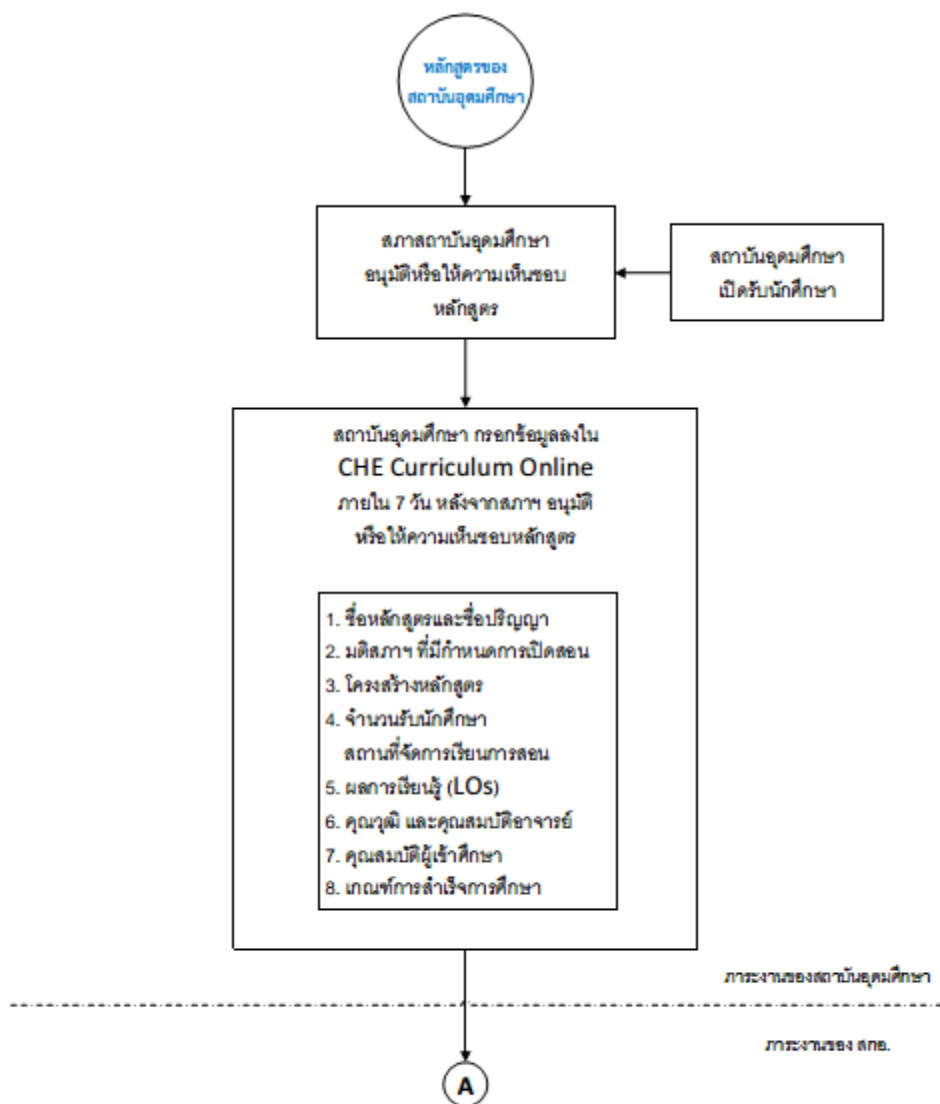 หลักสูตรของ
สถาบันอุดมศึกษา
สภาสถาบันอุดมศึกษา
อนุมัติหรือให้ความเห็นชอบ
หลักสูตร
สถาบันอุดมศึกษา
เปิดรับนักศึกษา
สถาบันอุดมศึกษา กรอกข้อมูลลงใน
CHE Curriculum Online
ภายใน 7 วัน หลังจากสภาฯ อนุมัติ
หรือให้ความเห็นชอบหลักสูตร
1. ชื่อหลักสูตรและชื่อปริญญา
2. มติสภาฯ ที่มีกำหนดการเปิดสอน
3. โครงสร้างหลักสูตร
4. จำนวนรับนักศึกษา
สถานที่จัดการเรียนการสอน
5. ผลการเรียนรู้ (LOs)
6. คุณวุฒิ และคุณสมบัติอาจารย์
7. คุณสมบัติผู้เข้าศึกษา
8. เกณฑ์การสำเร็จการศึกษา
ภาระงานของสถาบันอุดมศึกษา
ภาระงานของ สกอ.
A